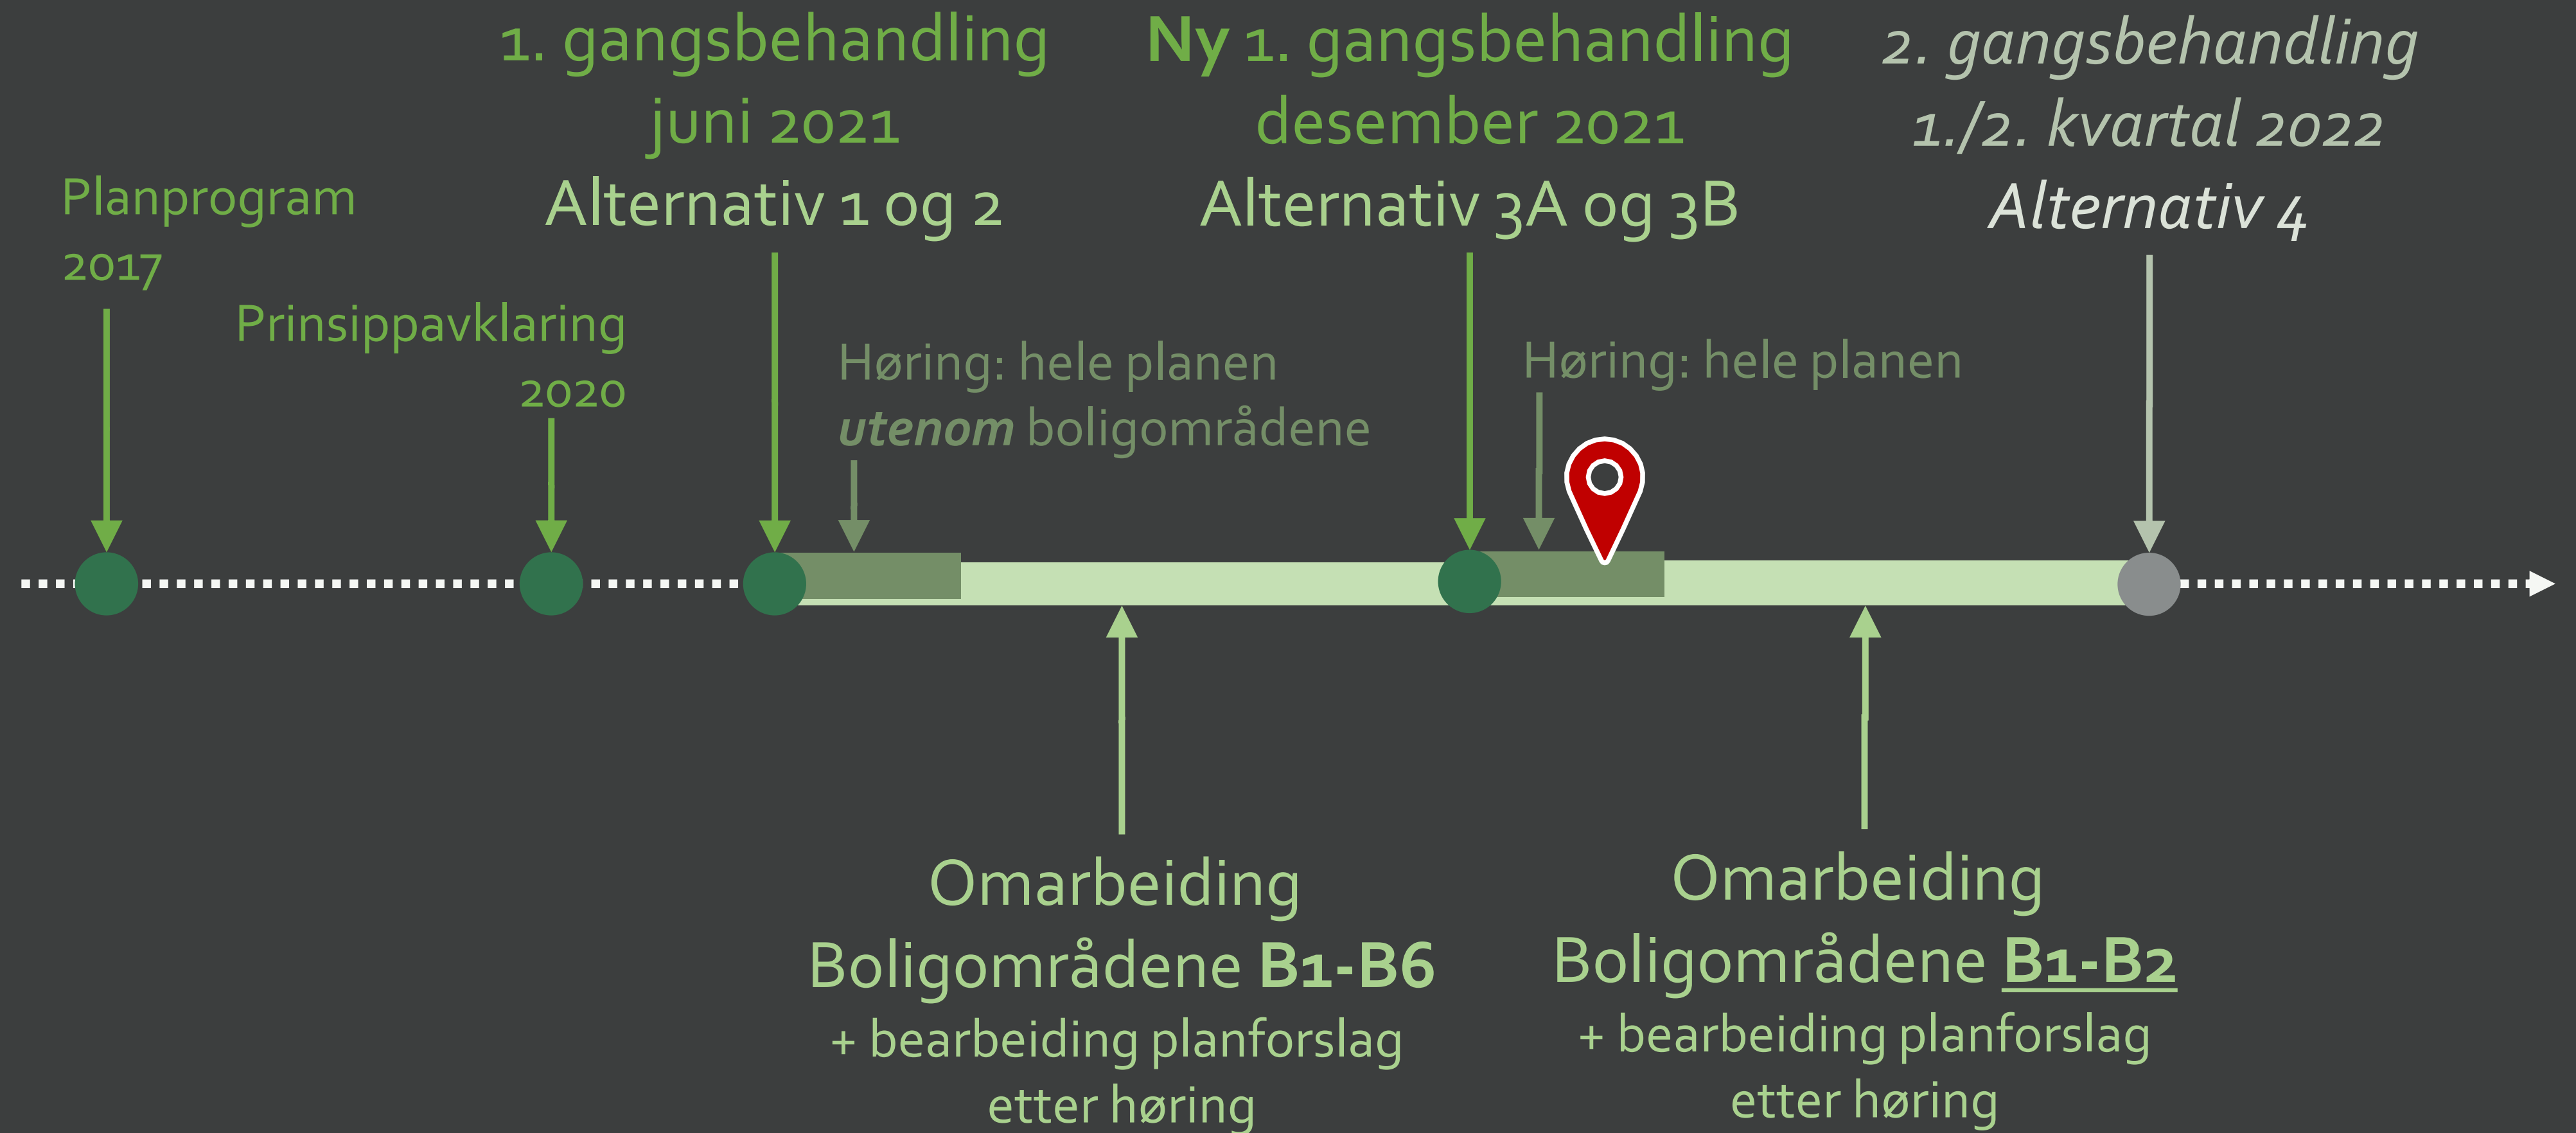 Planprogram
2017
Prinsippavklaring
2020
1. gangsbehandling
juni 2021
Alternativ 1 og 2
Høring: hele planen
utenom boligområdene
Ny 1. gangsbehandling
desember 2021
Alternativ 3A og 3B
Høring: hele planen
2. gangsbehandling
1./2. kvartal 2022
Alternativ 4
Omarbeiding
Boligområdene B1-B6
+ bearbeiding planforslag
etter høring
Omarbeiding
Boligområdene B1-B2
+ bearbeiding planforslag
etter høring